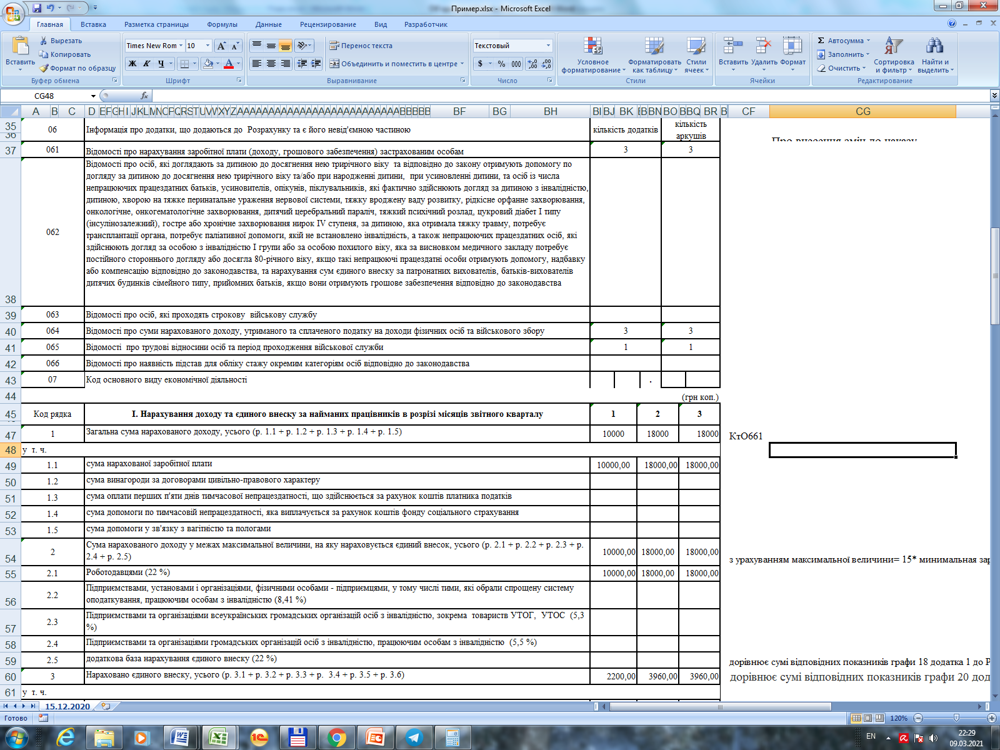 Пример.xlsx - Microsoft Excel
Главная Вставка Разметка страницы Формулы Данные Рецензирование Вид Разработчик
Вставить
Вырезать
Копировать
Формат по образцу
Буфер обмена
Times New Rom 10
Ж К Ч
Шрифт
Перенос текста
Объединить и поместить в центре
Выравнивание
Текстовый
$ % 000
Число
Условное форматирование
Форматировать как таблицу
Стили ячеек
Стили
Вставить Удалить Формат
Ячейки
Σ Автосумма
Заполнить
Очистить
Сортировка и фильтр
Найти и выделить
Редактирование
CG48 fx
A B C D BF BG BH BI BJ BK BO BR B CF CG
35 06 Інформація про додатки, що додаються до Розрахунку та є його невід'ємною частиною кількість додатків кількість аркушів
36
Про внесення змін до наказу
37 061 Відомості про нарахування заробітної плати (доходу, грошового забезпечення) застрахованим особам 3 3
Відомості про осіб, які доглядають за дитиною до досягнення нею трирічного віку та відповідно до закону отримують допомогу по
догляду за дитиною до досягнення нею трирічного віку та/або при народженні дитини, при усиновленні дитини, та осіб із числа
непрацюючих працездатних батьків, усиновителів, опікунів, піклувальників, які фактично здійснюють догляд за дитиною з інвалідністю,
дитиною, хворою на тяжке перинатальне ураження нервової системи, тяжку вроджену ваду розвитку, рідкісне орфанне захворювання,
онкологічне, онкогематологічне захворювання, дитячий церебральний параліч, тяжкий психічний розлад, цукровий діабет I типу
(інсулінозалежний), гостре або хронічне захворювання нирок IV ступеня, за дитиною, яка отримала тяжку травму, потребує
062 трансплантації органа, потребує паліативної допомоги, якій не встановлено інвалідність, а також непрацюючих працездатних осіб, які
здійснюють догляд за особою з інвалідністю I групи або за особою похилого віку, яка за висновком медичного закладу потребує
постійного стороннього догляду або досягла 80-річного віку, якщо такі непрацюючі працездатні особи отримують допомогу, надбавку
або компенсацію відповідно до законодавства, та нарахування сум єдиного внеску за патронатних вихователів, батьків-вихователів
дитячих будинків сімейного типу, прийомних батьків, якщо вони отримують грошове забезпечення відповідно до законодавства
38
39 063 Відомості про осіб, які проходять строкову військову службу
40 064 Відомості про суми нарахованого доходу, утриманого та сплаченого податку на доходи фізичних осіб та військового збору 3 3
41 065 Відомості про трудові відносини осіб та період проходження військової служби 1 1
42 066 Відомості про наявність підстав для обліку стажу окремим категоріям осіб відповідно до законодавства
43 07 Код основного виду економічної діяльності .
44 (грн коп.)
45 Код рядка I. Нарахування доходу та єдиного внеску за найманих працівників в розрізі місяців звітного кварталу 1 2 3
47 1 Загальна сума нарахованого доходу, усього (р. 1.1 + р. 1.2 + р. 1.3 + р. 1.4 + р. 1.5) 10000 18000 18000 КтО661
48 у т. ч.
49 1.1 сума нарахованої заробітної плати 10000,00 18000,00 18000,00
50 1.2 сума винагороди за договорами цивільно-правового характеру
51 1.3 сума оплати перших п'яти днів тимчасової непрацездатності, що здійснюється за рахунок коштів платника податків
52 1.4 сума допомоги по тимчасовій непрацездатності, яка виплачується за рахунок коштів фонду соціального страхування
53 1.5 сума допомоги у зв'язку з вагітністю та пологами
54 2 Сума нарахованого доходу у межах максимальної величини, на яку нараховується єдиний внесок, усього (р. 2.1 + р. 2.2 + р. 2.3 + р.
2.4 + р. 2.5) 10000,00 18000,00 18000,00 з урахуванням максимальної величини= 15* минимальная зар
55 2.1 Роботодавцями (22 %) 10000,00 18000,00 18000,00
56 2.2 Підприємствами, установами і організаціями, фізичними особами - підприємцями, у тому числі тими, які обрали спрощену систему
оподаткування, працюючим особам з інвалідністю (8,41 %)
57 2.3 Підприємствами та організаціями всеукраїнських громадських організацій осіб з інвалідністю, зокрема товариств УТОГ, УТОС (5,3
%)
58 2.4 Підприємствами та організаціями громадських організацій осіб з інвалідністю, працюючим особам з інвалідністю (5,5 %)
59 2.5 додаткова база нарахування єдиного внеску (22 %) дорівнює сумі відповідних показників графи 18 додатка 1 до Р
60 3 Нараховано єдиного внеску, усього (р. 3.1 + р. 3.2 + р. 3.3 + р. 3.4 + р. 3.5 + р. 3.6) 2200,00 3960,00 3960,00 дорівнює сумі відповідних показників графи 20 дод
61 у т. ч.
15.12.2020
Готово 120%
EN 22:29
09.03.2021